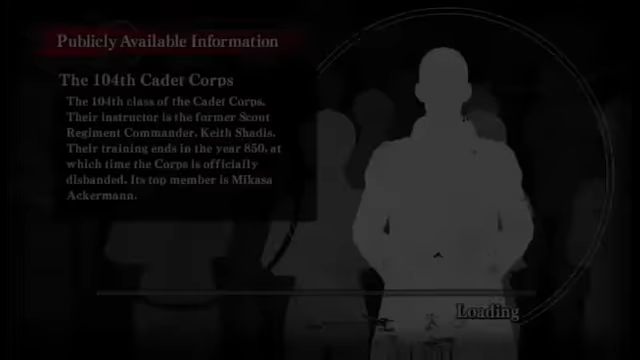 Publicly Available Information
The 104th Cadet Corps
The 104th class of the Cadet Corps.
Their instructor is the former Scout
Regiment Commander, Keith Shadis.
Their training ends in the year 850, at
which time the Corps is officially
disbanded. Its top member is Mikasa
Ackermann.
Loading